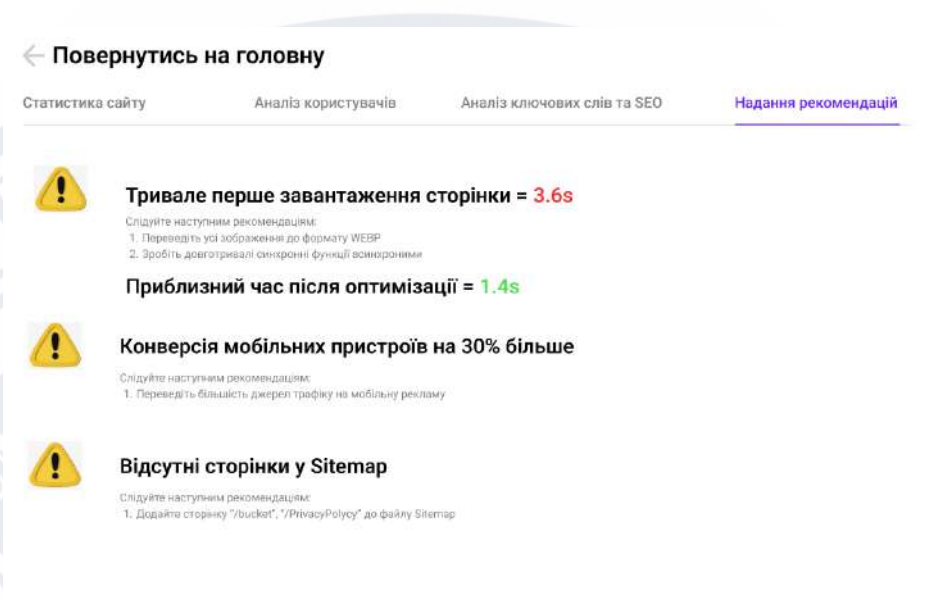 ← Повернутись на головну
Статистика сайту Аналіз користувачів Аналіз ключових слів та SEO Надання рекомендацій
Тривале перше завантаження сторінки = 3.6s
Слідуйте наступним рекомендаціям:
1. Переведіть усі зображення до формату WEBP
2. Зробіть довготривалі синхронні функції всинхроними
Приблизний час після оптимізації = 1.4s
Конверсія мобільних пристроїв на 30% більше
Слідуйте наступним рекомендаціям:
1. Переведіть більшість джерел трафіку на мобільну рекламу
Відсутні сторінки у Sitemap
Слідуйте наступним рекомендаціям:
1. Додайте сторінку "/bucket", "/PrivacyPolycy" до файлу Sitemap